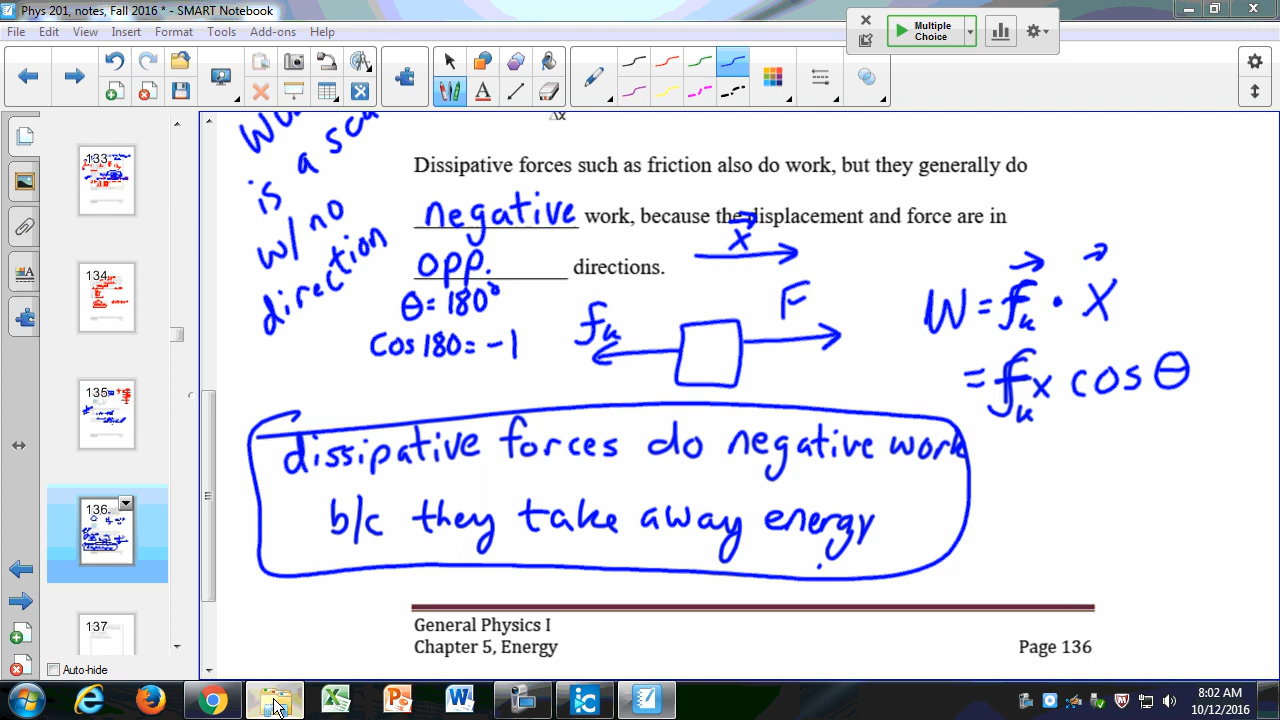 Phys 201, notes, Fall 2016 * - SMART Notebook
File Edit View Insert Format Tools Add-ons Help
Multiple
Choice
133
134
135
136
137
Auto-hide
is a
w/ no
direction
Δx
Dissipative forces such as friction also do work, but they generally do
negative work, because the displacement and force are in
opp. directions.
x
θ = 180°
cos 180 = -1
fk
F
W = fk · x
= fk x cos θ
dissipative forces do negative work
b/c they take away energy
General Physics I
Chapter 5, Energy
Page 136
8:02 AM
10/12/2016